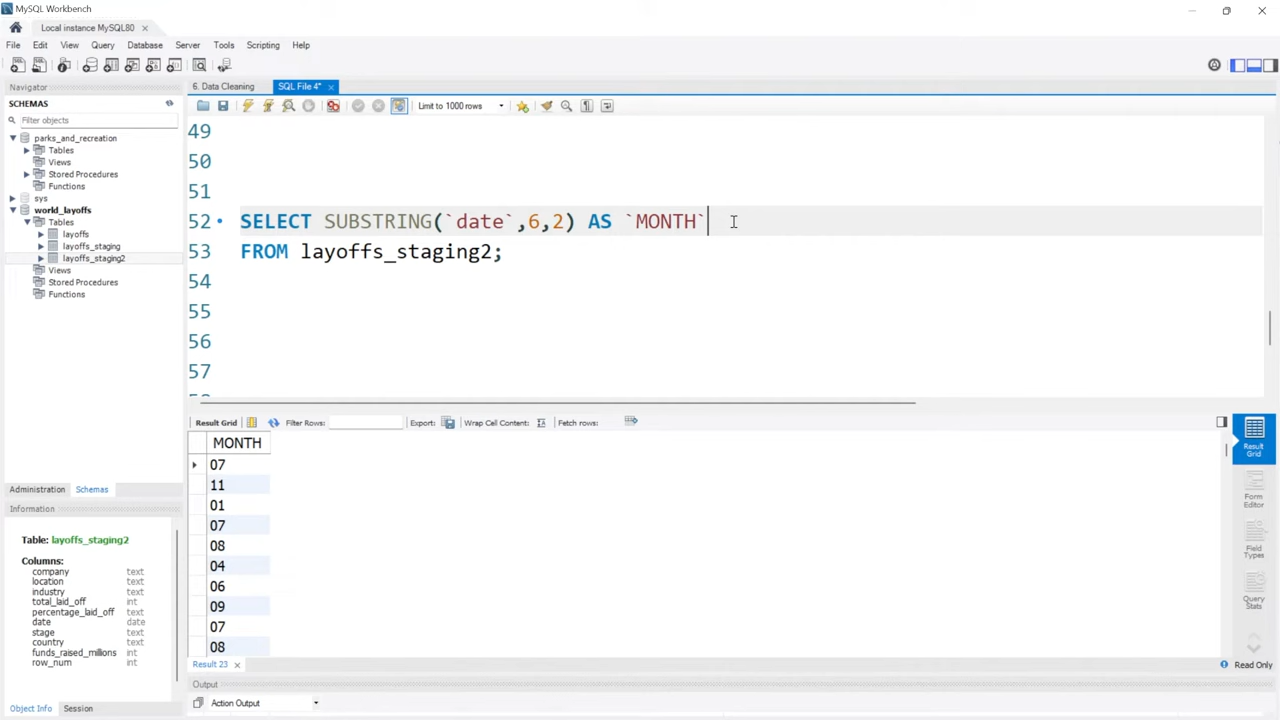 MySQL Workbench
Local instance MySQL80
File Edit View Query Database Server Tools Scripting Help
Navigator
SCHEMAS
Filter objects
parks_and_recreation
Tables
Views
Stored Procedures
Functions
sys
world_layoffs
Tables
layoffs
layoffs_staging
layoffs_staging2
Views
Stored Procedures
Functions
Administration Schemas
Information
Table: layoffs_staging2
Columns:
company text
location text
industry text
total_laid_off int
percentage_laid_off text
date date
stage text
country text
funds_raised_millions int
row_num int
Object Info Session
6. Data Cleaning SQL File 4*
Limit to 1000 rows
49
50
51
52 SELECT SUBSTRING(`date`,6,2) AS `MONTH`
53 FROM layoffs_staging2;
54
55
56
57
Result Grid Filter Rows: Export: Wrap Cell Content: Fetch rows:
MONTH
07
11
01
07
08
04
06
09
07
08
Result Grid
Form Editor
Field Types
Query Stats
Result 23 Read Only
Output
Action Output